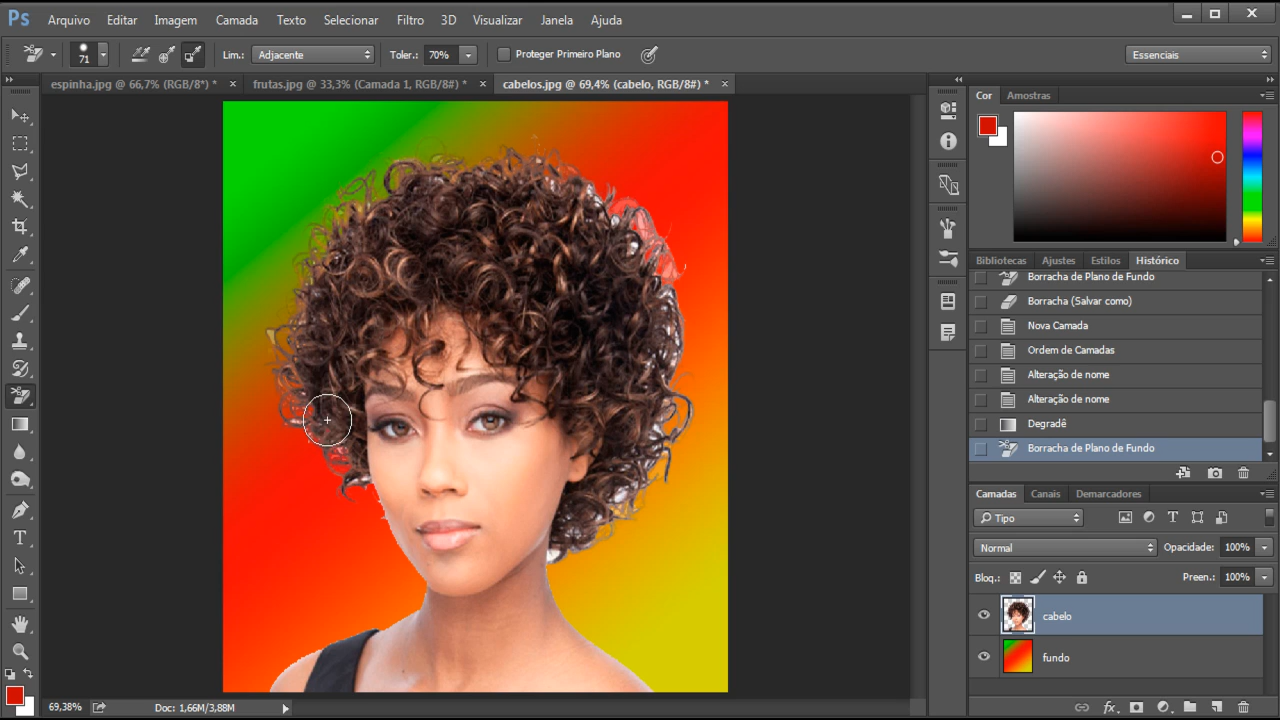 Ps Arquivo Editar Imagem Camada Texto Selecionar Filtro 3D Visualizar Janela Ajuda
71 Lim.: Adjacente Toler.: 70% Proteger Primeiro Plano Essenciais
espinha.jpg @ 66,7% (RGB/8*) * × frutas.jpg @ 33,3% (Camada 1, RGB/8#) * × cabelos.jpg @ 69,4% (cabelo, RGB/8#) * ×
Cor Amostras
Bibliotecas Ajustes Estilos Histórico
Borracha de Plano de Fundo
Borracha (Salvar como)
Nova Camada
Ordem de Camadas
Alteração de nome
Alteração de nome
Degradê
Borracha de Plano de Fundo
Camadas Canais Demarcadores
Tipo
Normal Opacidade: 100%
Bloq.: Preen.: 100%
cabelo
fundo
69,38% Doc: 1,66M/3,88M